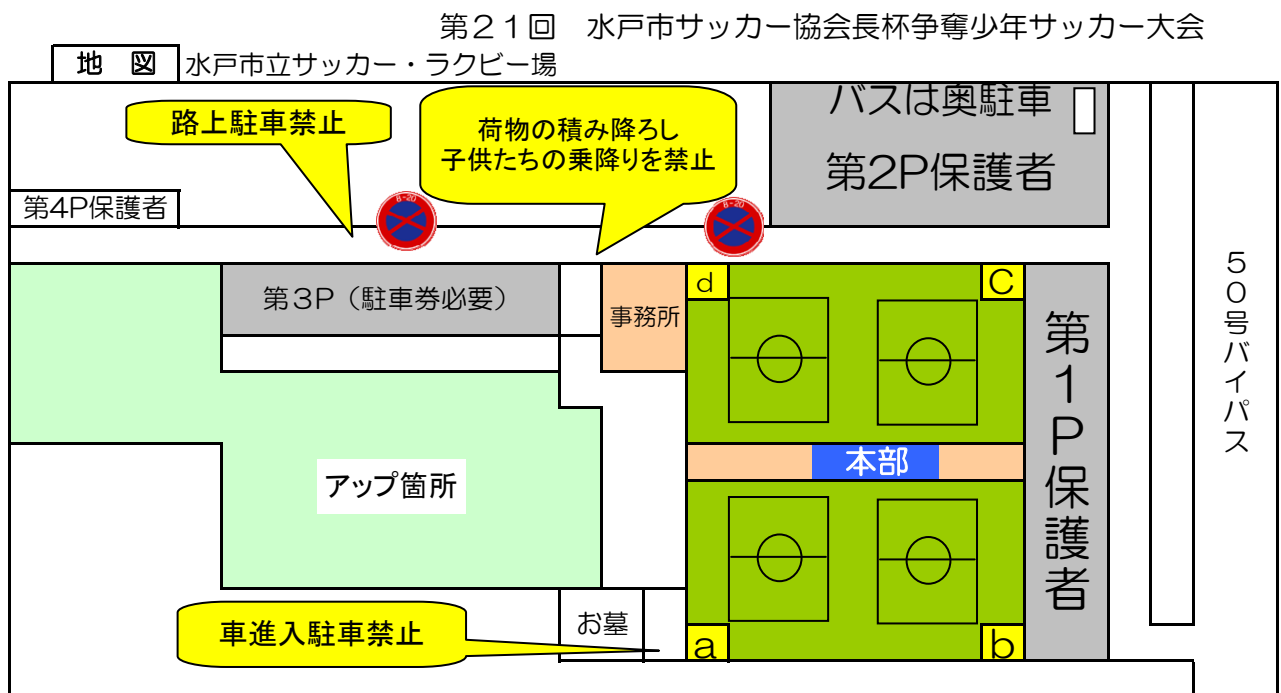 第２１回　水戸市サッカー協会長杯争奪少年サッカー大会
地　図
水戸市立サッカー・ラクビー場
路上駐車禁止
荷物の積み降ろし
子供たちの乗降りを禁止
バスは奥駐車
第2P保護者
第4P保護者
8-20
8-20
第３P（駐車券必要）
事務所
d
C
第１P保護者
５０号バイパス
本部
アップ箇所
車進入駐車禁止
お墓
a
b